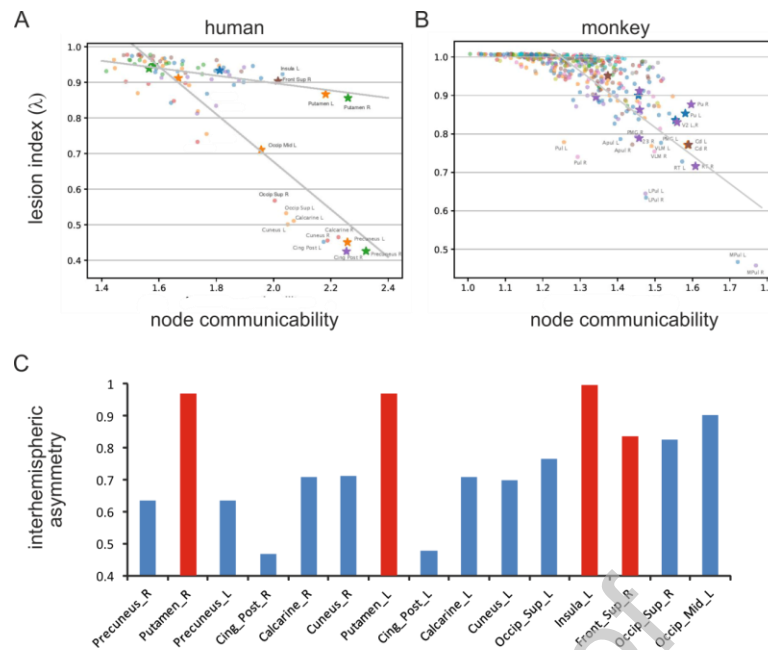 A
human
B
monkey
lesion index (λ)
1.0
0.9
0.8
0.7
0.6
0.5
0.4
1.4
1.6
1.8
2.0
2.2
2.4
Insula L
Front Sup R
Putamen L
Putamen R
Occip Mid L
Occip Sup R
Occip Sup L
Calcarine L
Cuneus L
Cuneus R
Calcarine R
Precuneus L
Cing Post L
Cing Post R
Precuneus R
node communicability
1.0
0.9
0.8
0.7
0.6
0.5
1.0
1.1
1.2
1.3
1.4
1.5
1.6
1.7
1.8
Pu R
Pu L
V2 L,R
Apul L
Apul R
VLM L
VLM R
Pul L
Pul R
RT L
RT R
LPul L
LPul R
MPul L
MPul R
node communicability
C
interhemispheric
asymmetry
1
0.9
0.8
0.7
0.6
0.5
0.4
Precuneus_R
Putamen_R
Precuneus_L
Cing_Post_R
Calcarine_R
Cuneus_R
Putamen_L
Cing_Post_L
Calcarine_L
Cuneus_L
Occip_Sup_L
Insula_L
Front_Sup_R
Occip_Sup_R
Occip_Mid_L